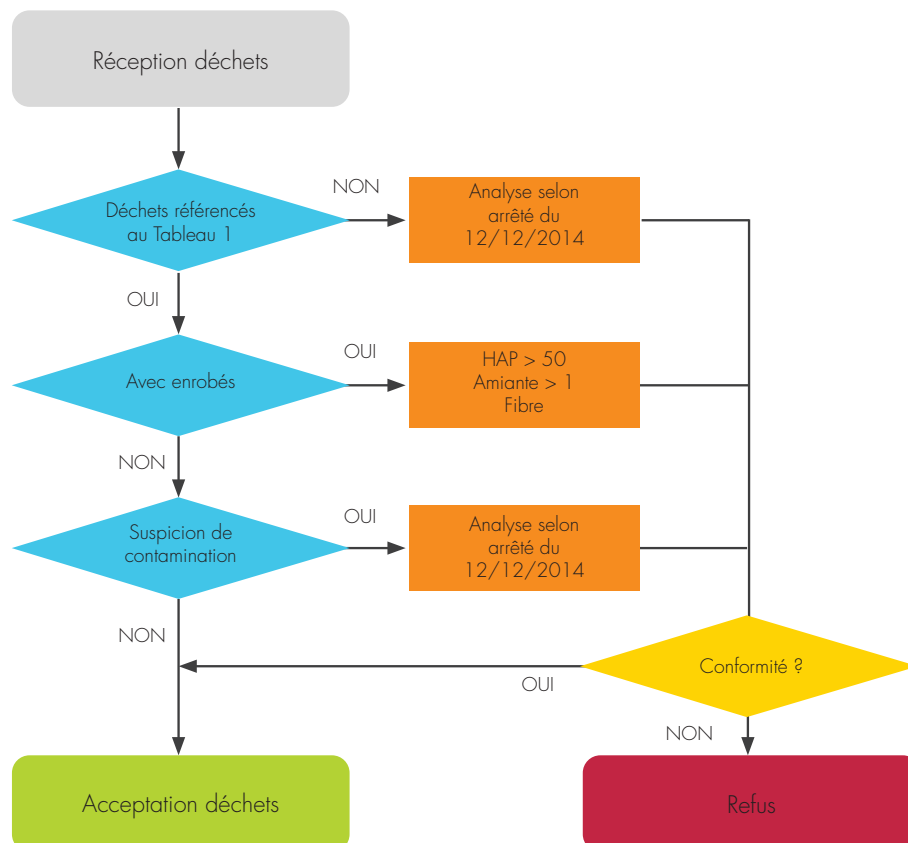 Réception déchets
NON
Déchets référencés
au Tableau 1
Analyse selon
arrêté du
12/12/2014
OUI
OUI
Avec enrobés
HAP > 50
Amiante > 1
Fibre
NON
OUI
Suspicion de
contamination
Analyse selon
arrêté du
12/12/2014
NON
Conformité ?
OUI
NON
Acceptation déchets
Refus